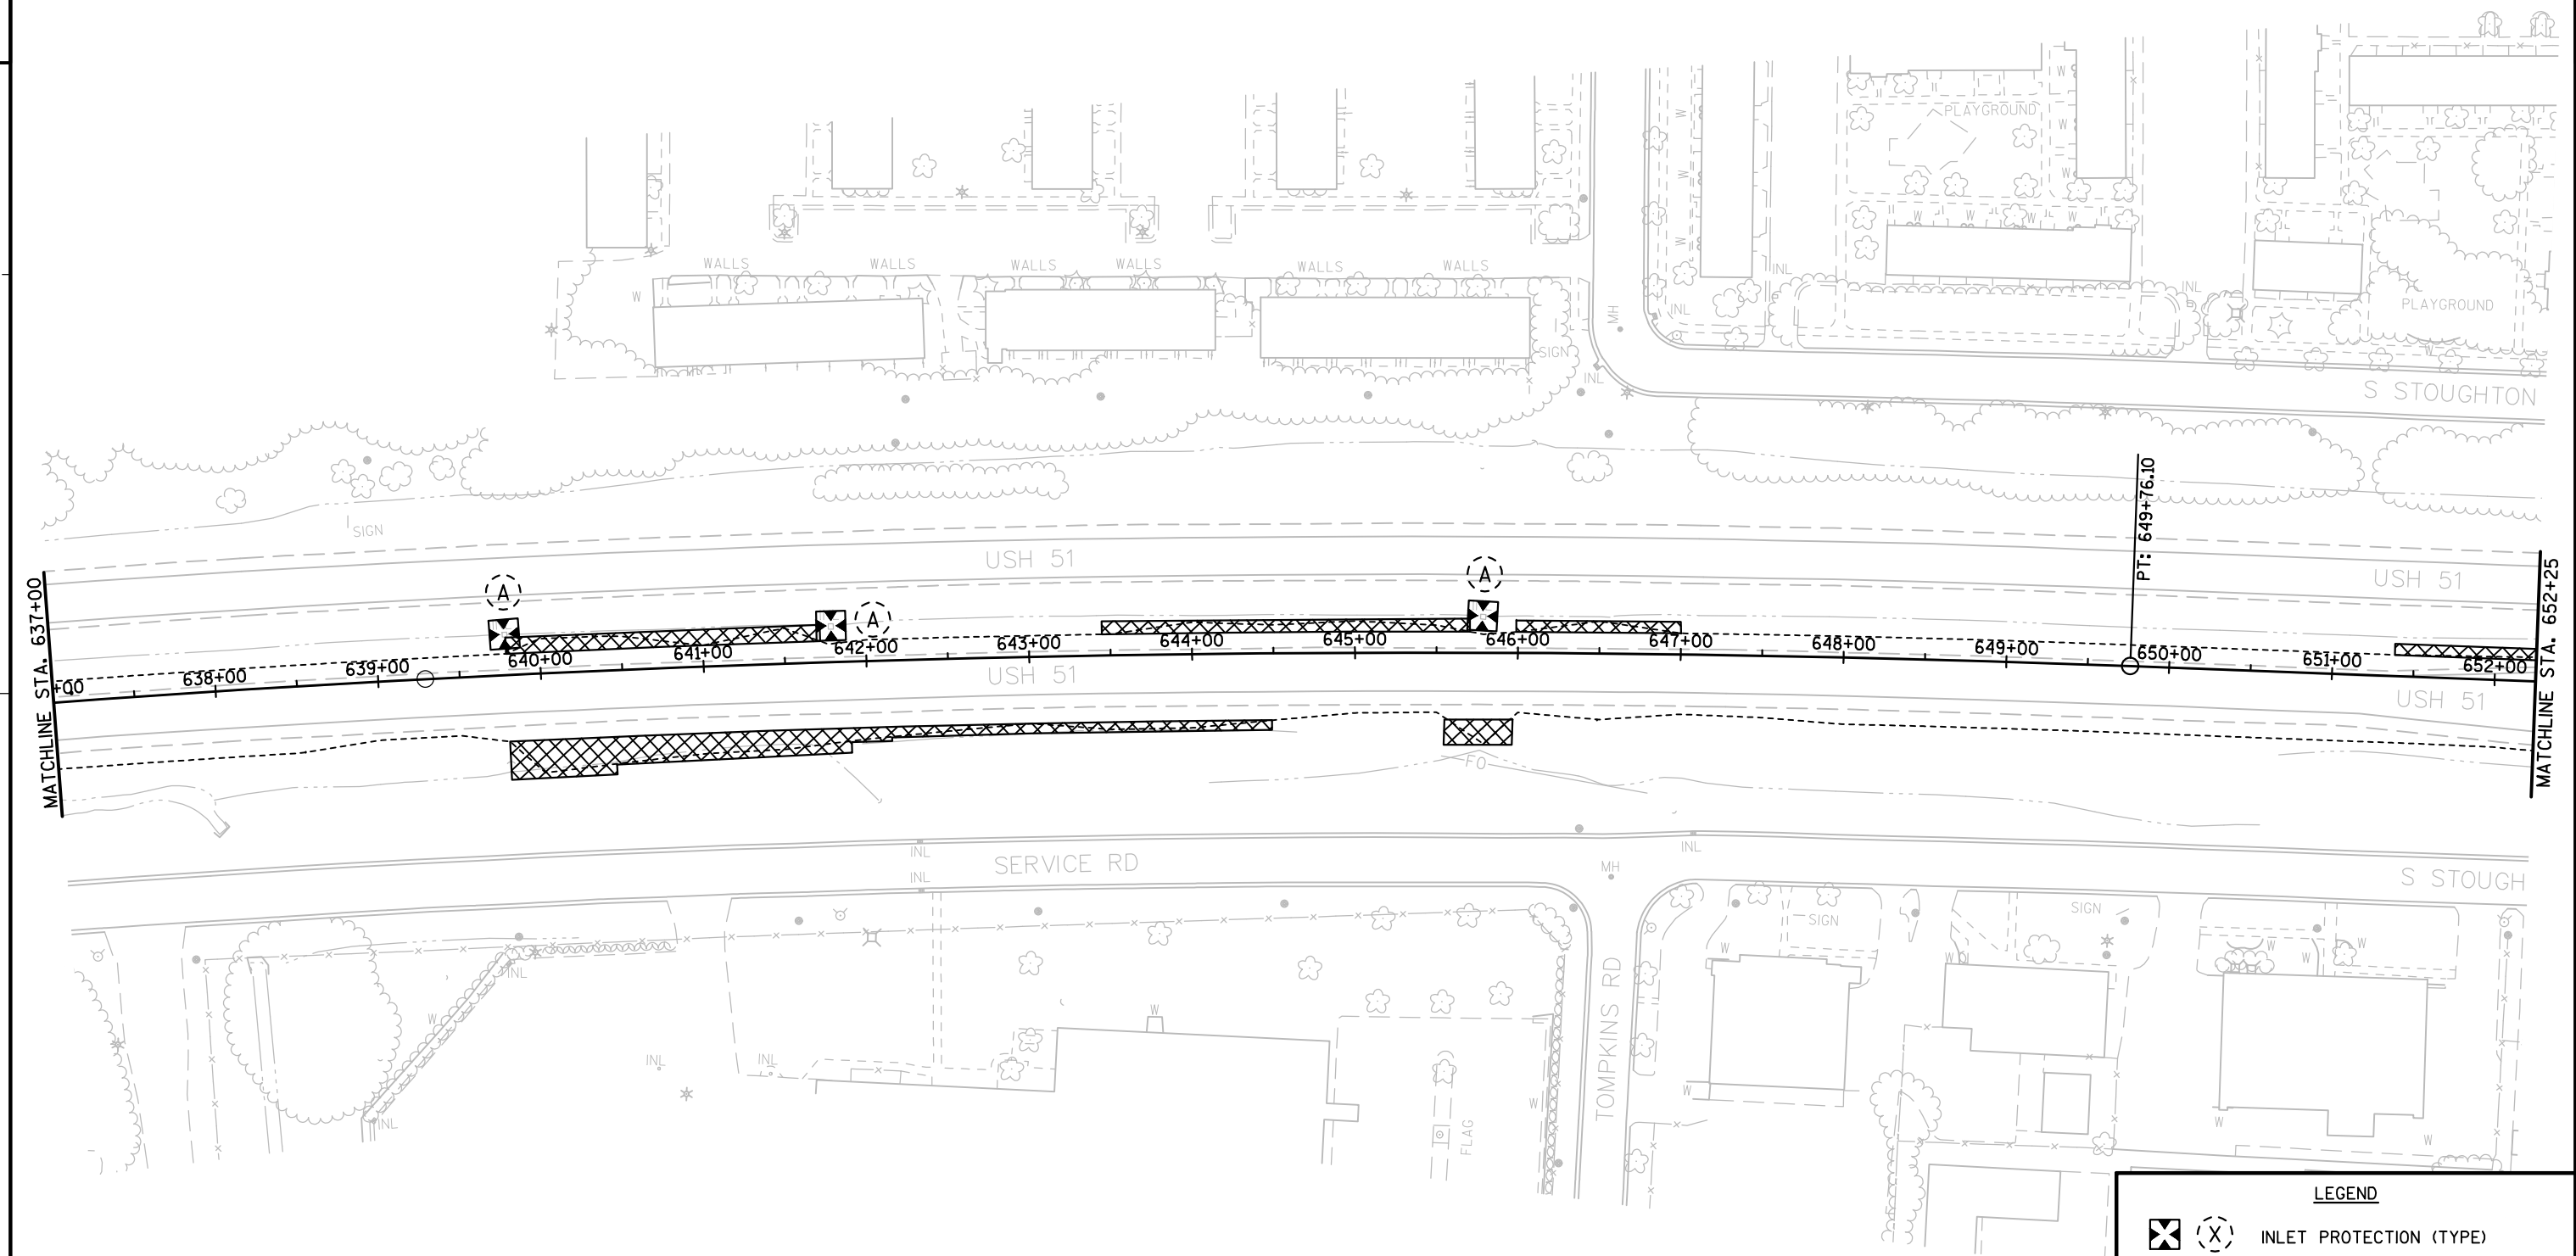 PLAYGROUND
W
W
W
W
W
W
W
W
W
W
W
W
WALLS
WALLS
WALLS
WALLS
WALLS
WALLS
INL
INL
W
PLAYGROUND
MH
INL
SIGN
W
INL
S STOUGHTON
PT: 649+76.10
SIGN
USH 51
USH 51
MATCHLINE STA. 637+00
MATCHLINE STA. 652+25
A
A
A
+00
638+00
639+00
640+00
641+00
642+00
643+00
644+00
645+00
646+00
647+00
648+00
649+00
650+00
651+00
652+00
USH 51
USH 51
FO
INL
INL
SERVICE RD
INL
MH
S STOUGH
SIGN
SIGN
W
W
W
W
W
INL
W
W
TOMPKINS RD
INL
INL
INL
W
W
W
W
FLAG
LEGEND
X INLET PROTECTION (TYPE)